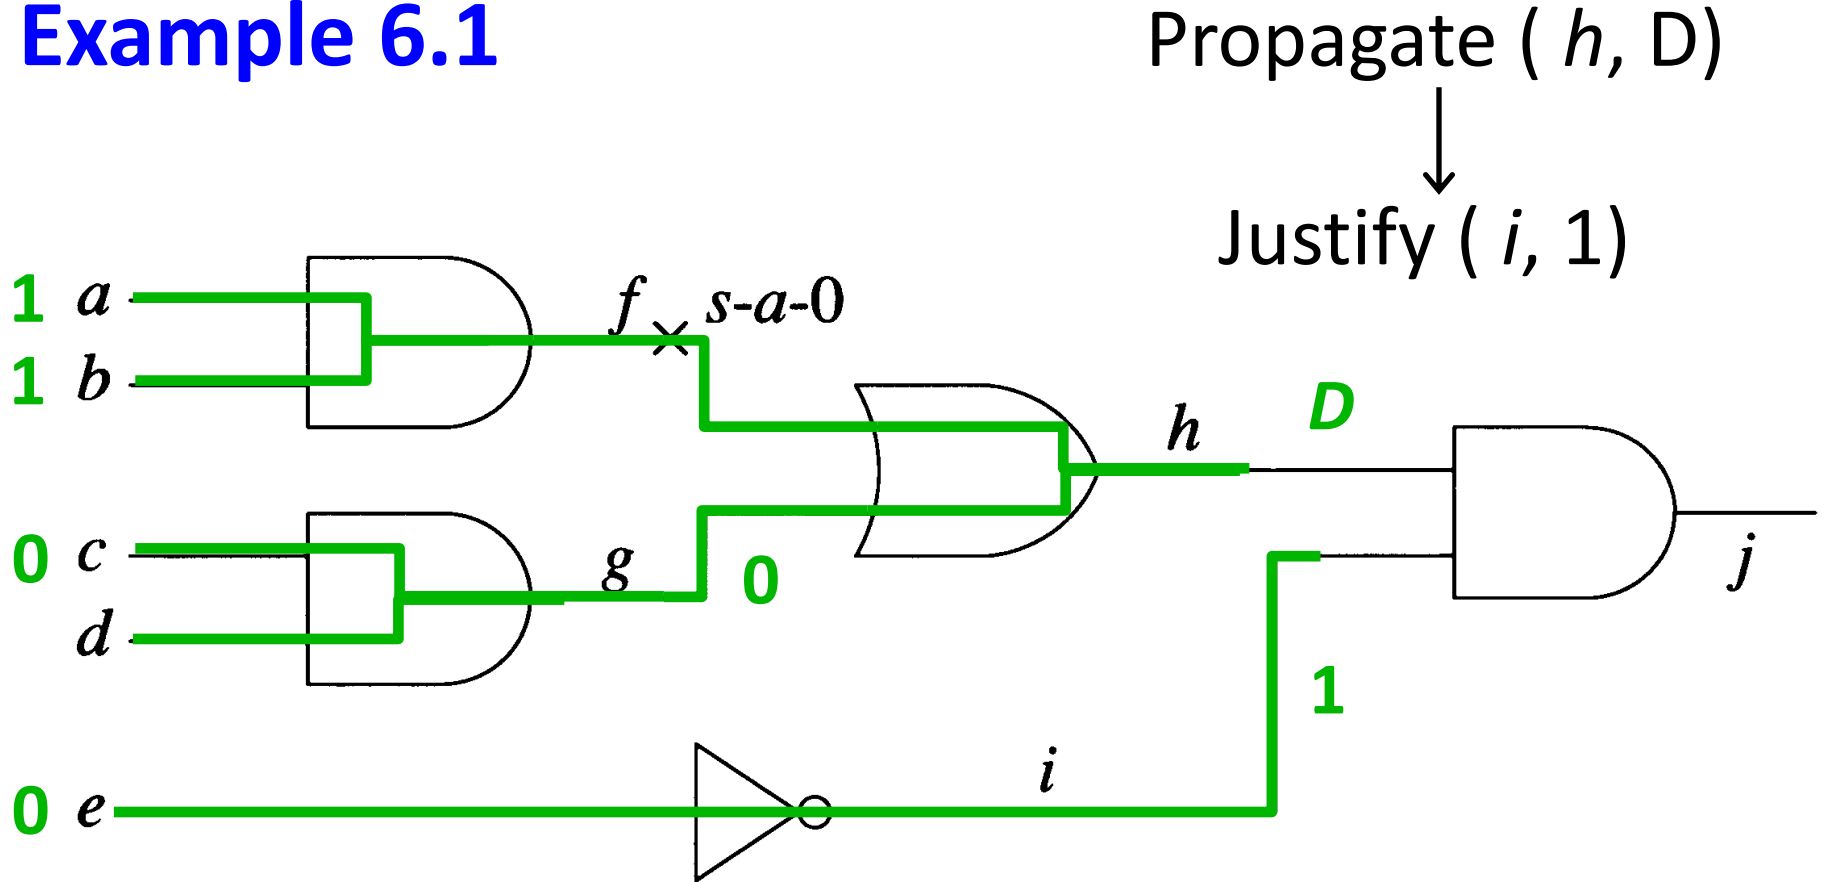 Example 6.1
Propagate ( h, D)
Justify ( i, 1)
1 a
f s-a-0
1 b
D
h
0 c
g
0
j
d
1
i
0 e